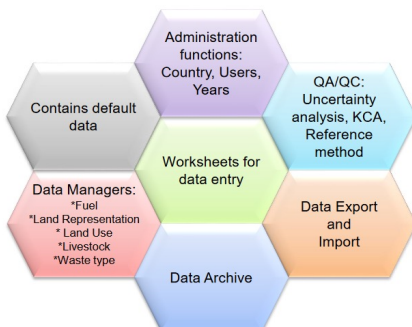 Administration
functions:
Country, Users,
Years
Contains default
data
QA/QC:
Uncertainty
analysis, KCA,
Reference
method
Worksheets for
data entry
Data Managers:
*Fuel
*Land Representation
* Land Use
*Livestock
*Waste type
Data Export
and
Import
Data Archive